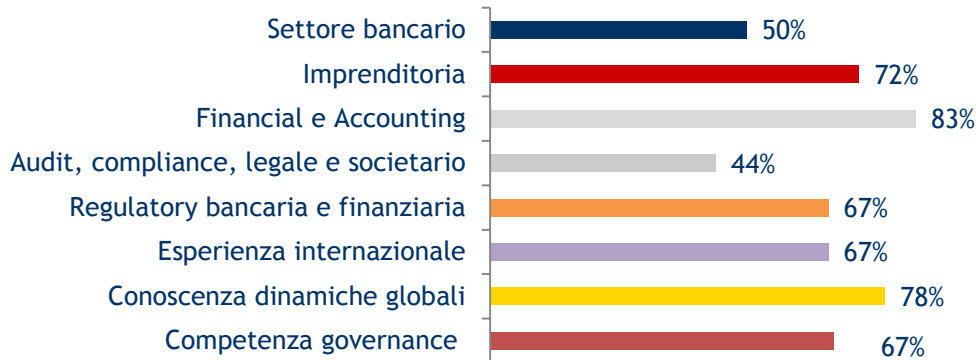 Settore bancario 50%
Imprenditoria 72%
Financial e Accounting 83%
Audit, compliance, legale e societario 44%
Regulatory bancaria e finanziaria 67%
Esperienza internazionale 67%
Conoscenza dinamiche globali 78%
Competenza governance 67%